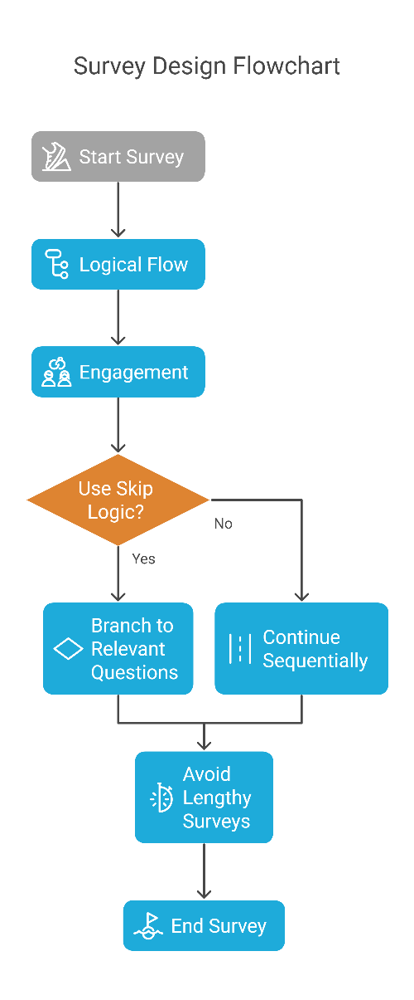 Survey Design Flowchart
Start Survey
Logical Flow
Engagement
Use Skip
Logic?
No
Yes
Branch to
Relevant
Questions
Continue
Sequentially
Avoid
Lengthy
Surveys
End Survey